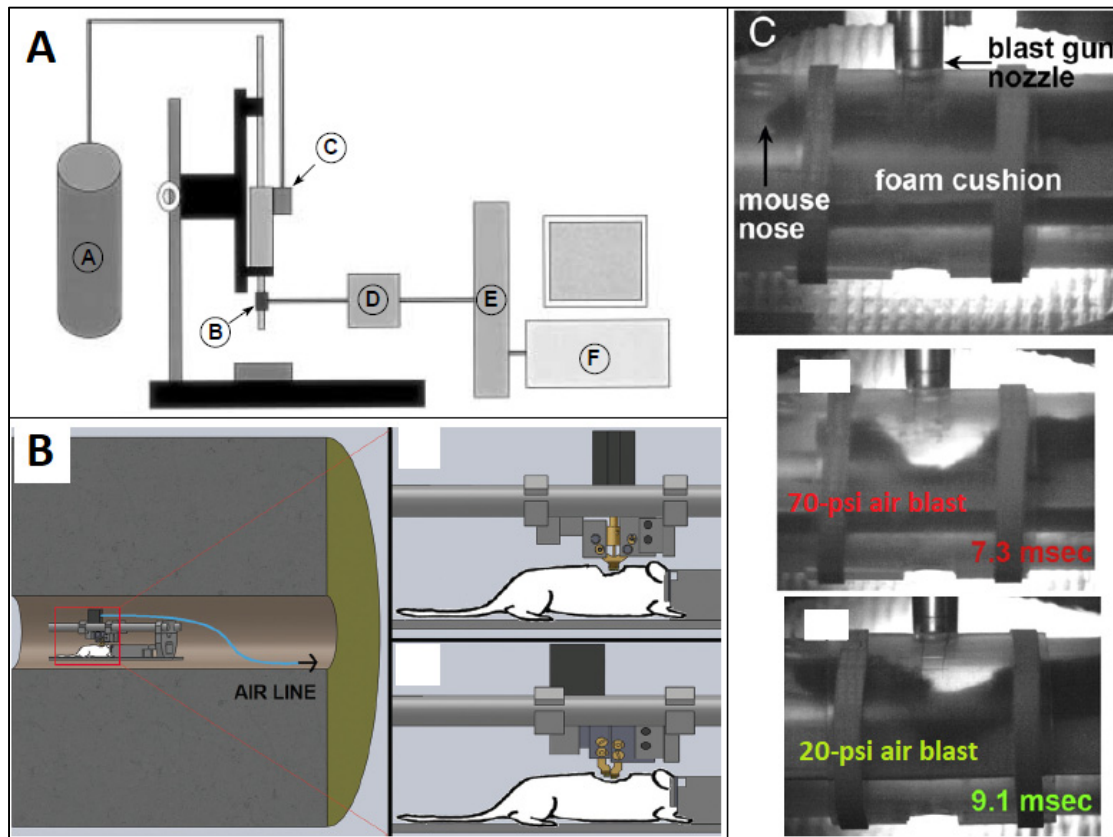 A
C
A
B
D
E
F
B
AIR LINE
C
blast gun
nozzle
mouse
nose
foam cushion
70-psi air blast
7.3 msec
20-psi air blast
9.1 msec